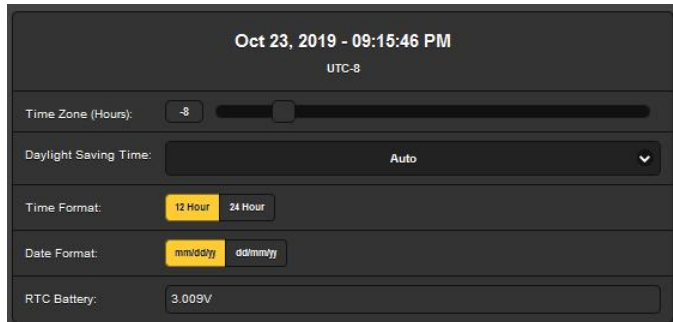 Oct 23, 2019 - 09:15:46 PM
UTC-8
Time Zone (Hours): -8
Daylight Saving Time: Auto
Time Format: 12 Hour 24 Hour
Date Format: mm/dd/yy dd/mm/yy
RTC Battery: 3.009V